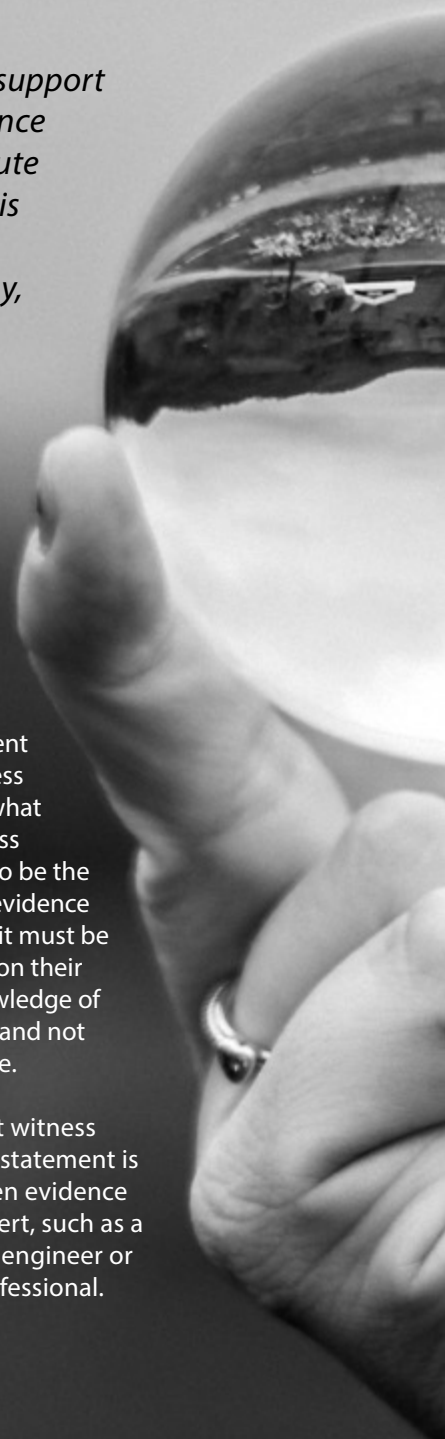 support
nce
ute
is
y,
ent
ess
what
ss
o be the
evidence
it must be
on their
wledge of
and not
e.
t witness
statement is
en evidence
ert, such as a
engineer or
fessional.